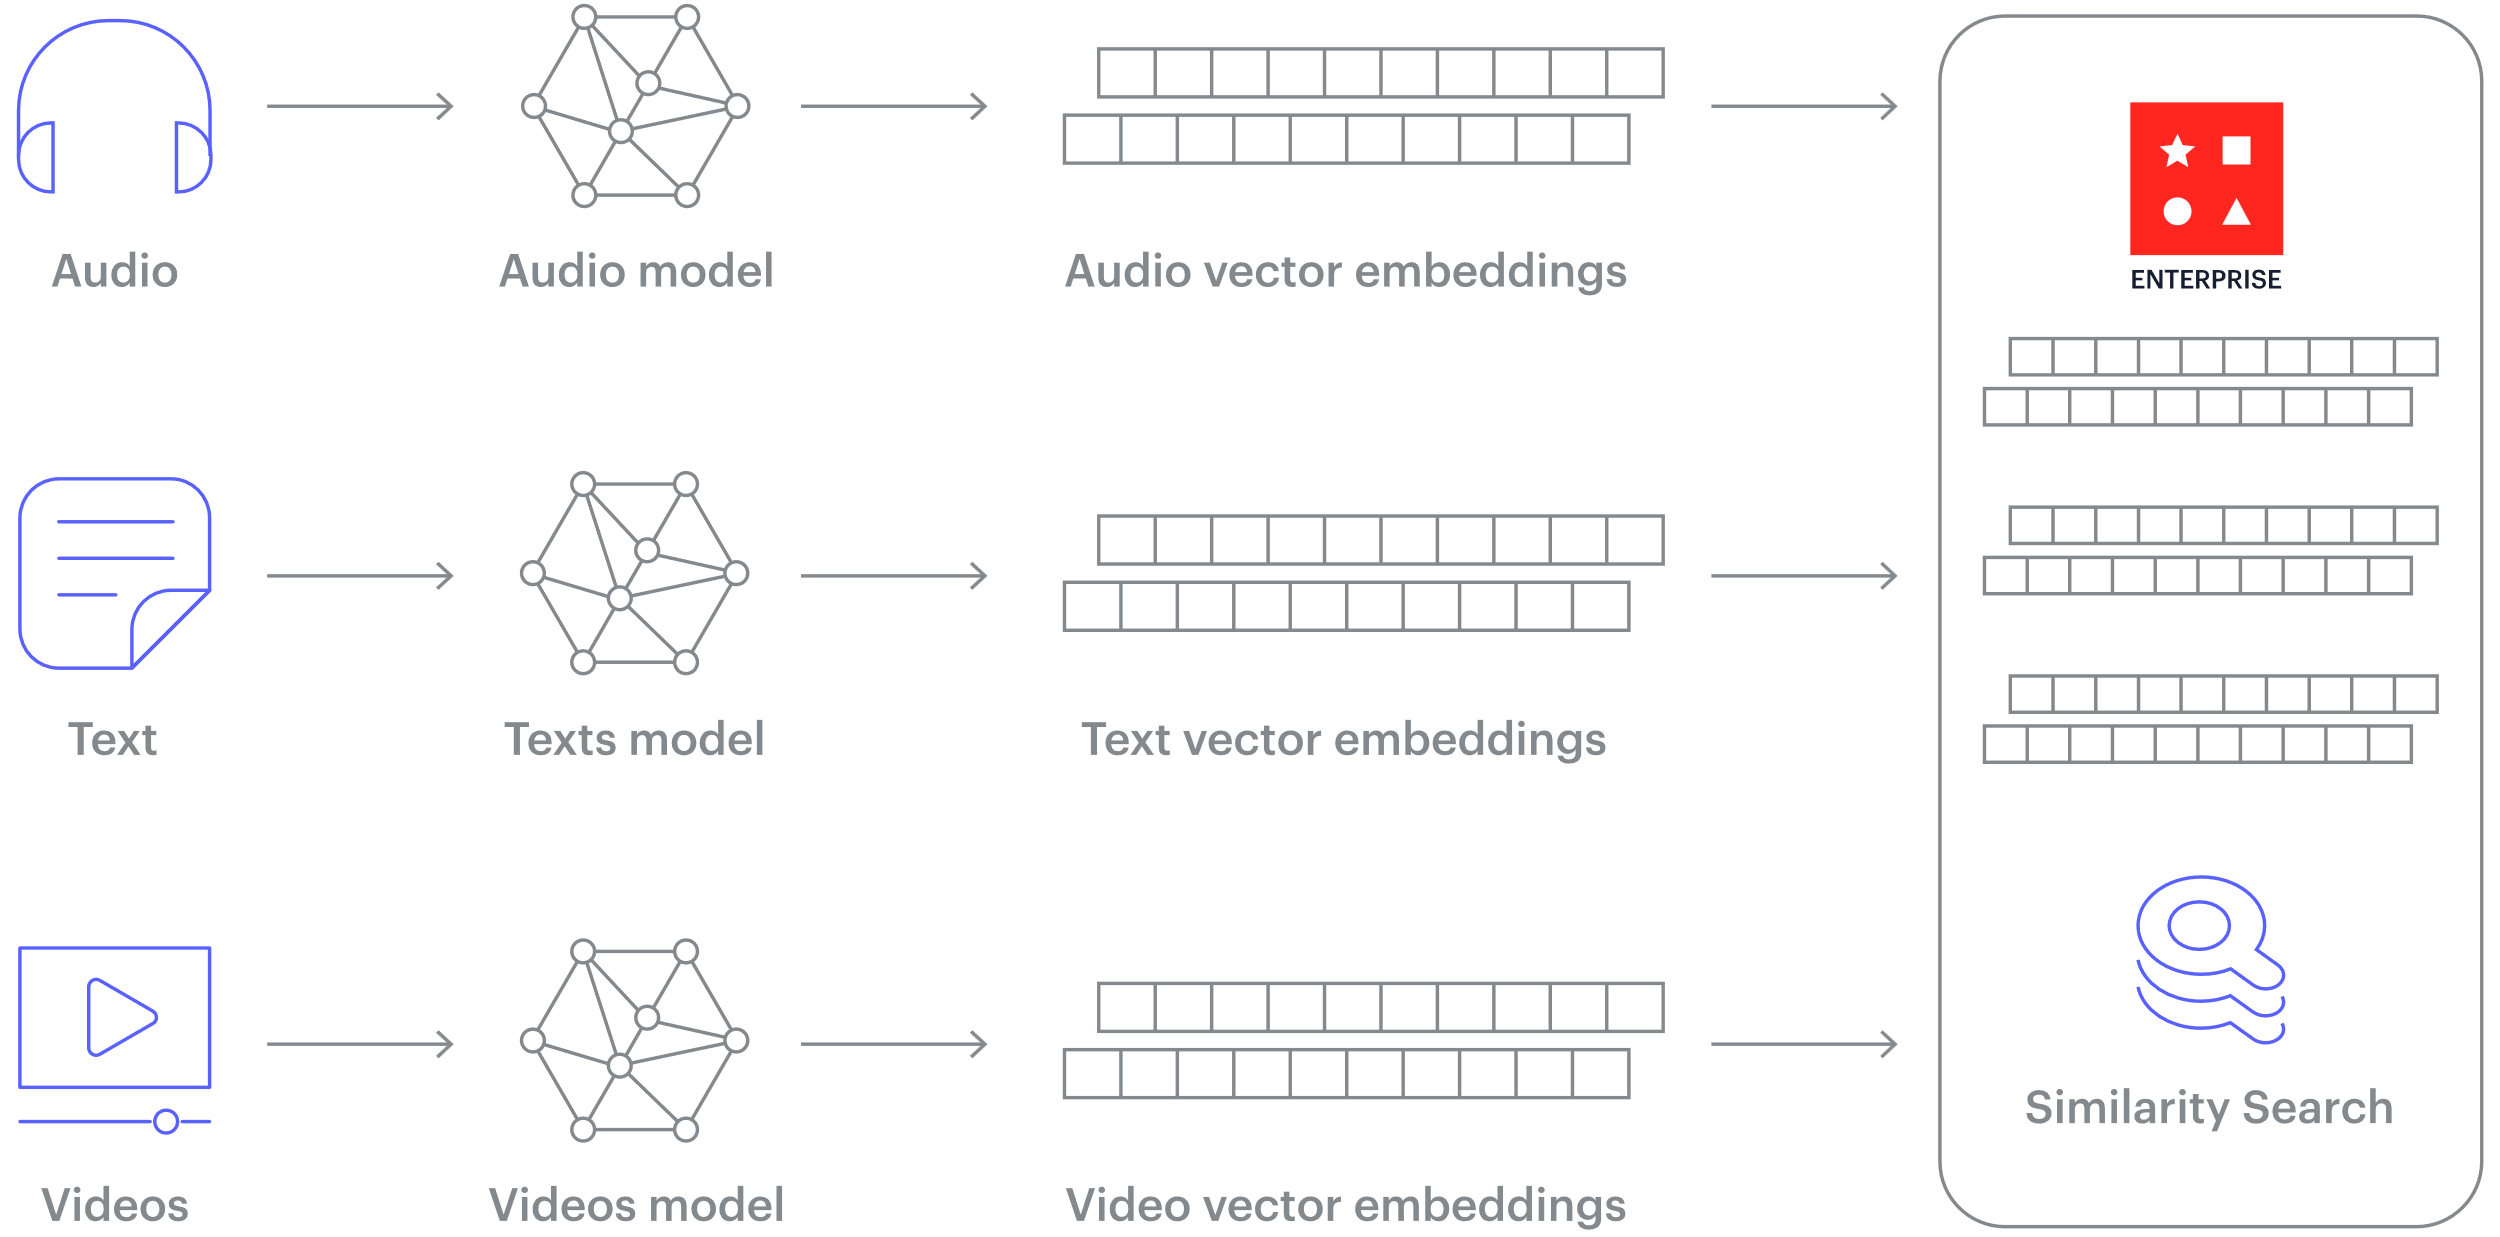 Audio
Audio model
Audio vector embeddings
ENTERPRISE
Text
Texts model
Text vector embeddings
Similarity Search
Videos
Videos model
Video vector embeddings